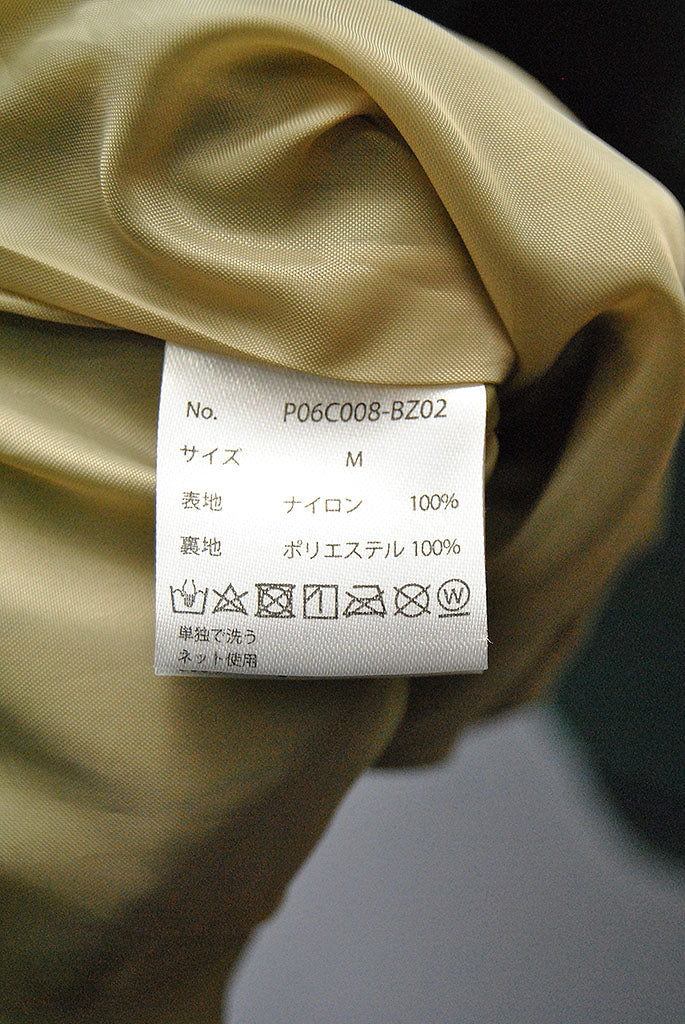 No. P06C008-BZ02
サイズ M
表地 ナイロン 100%
裏地 ポリエステル 100%
W
単独で洗う
ネット使用